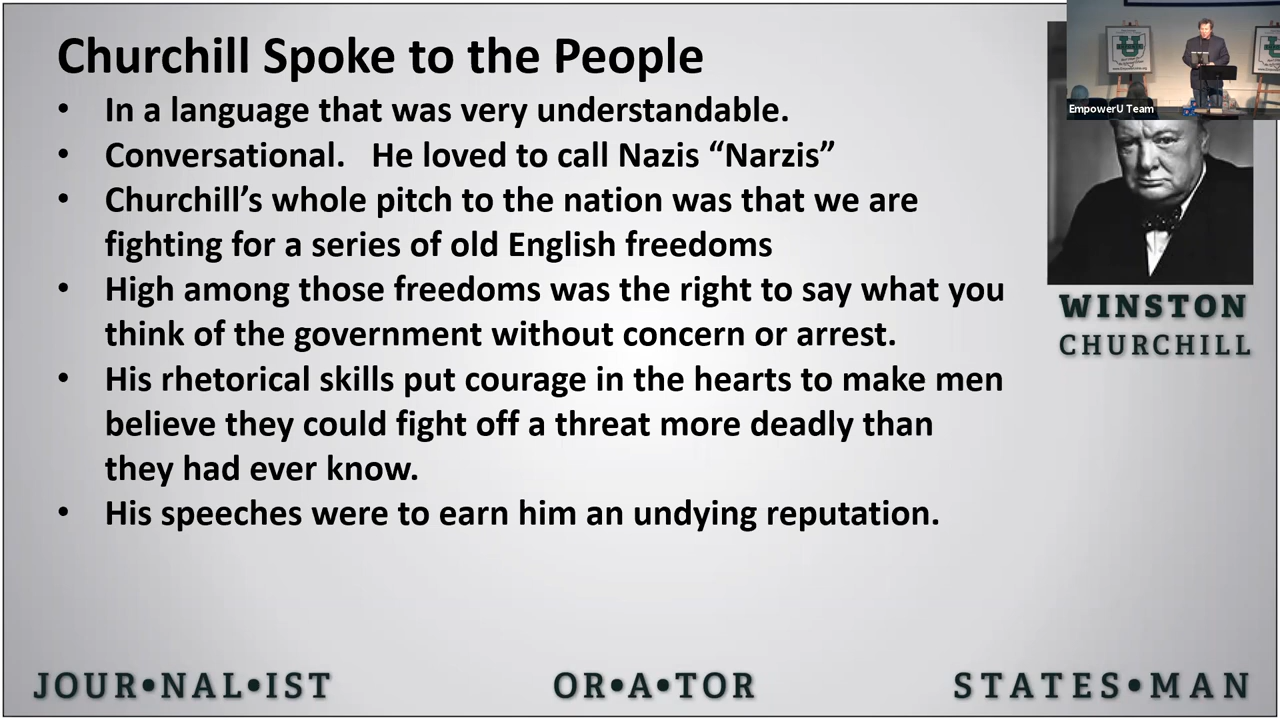 Churchill Spoke to the People
• In a language that was very understandable.
• Conversational.   He loved to call Nazis “Narzis”
• Churchill’s whole pitch to the nation was that we are
fighting for a series of old English freedoms
• High among those freedoms was the right to say what you
think of the government without concern or arrest.
• His rhetorical skills put courage in the hearts to make men
believe they could fight off a threat more deadly than
they had ever know.
• His speeches were to earn him an undying reputation.
EmpowerU Team
WINSTON
CHURCHILL
JOUR•NAL•IST
OR•A•TOR
STATES•MAN